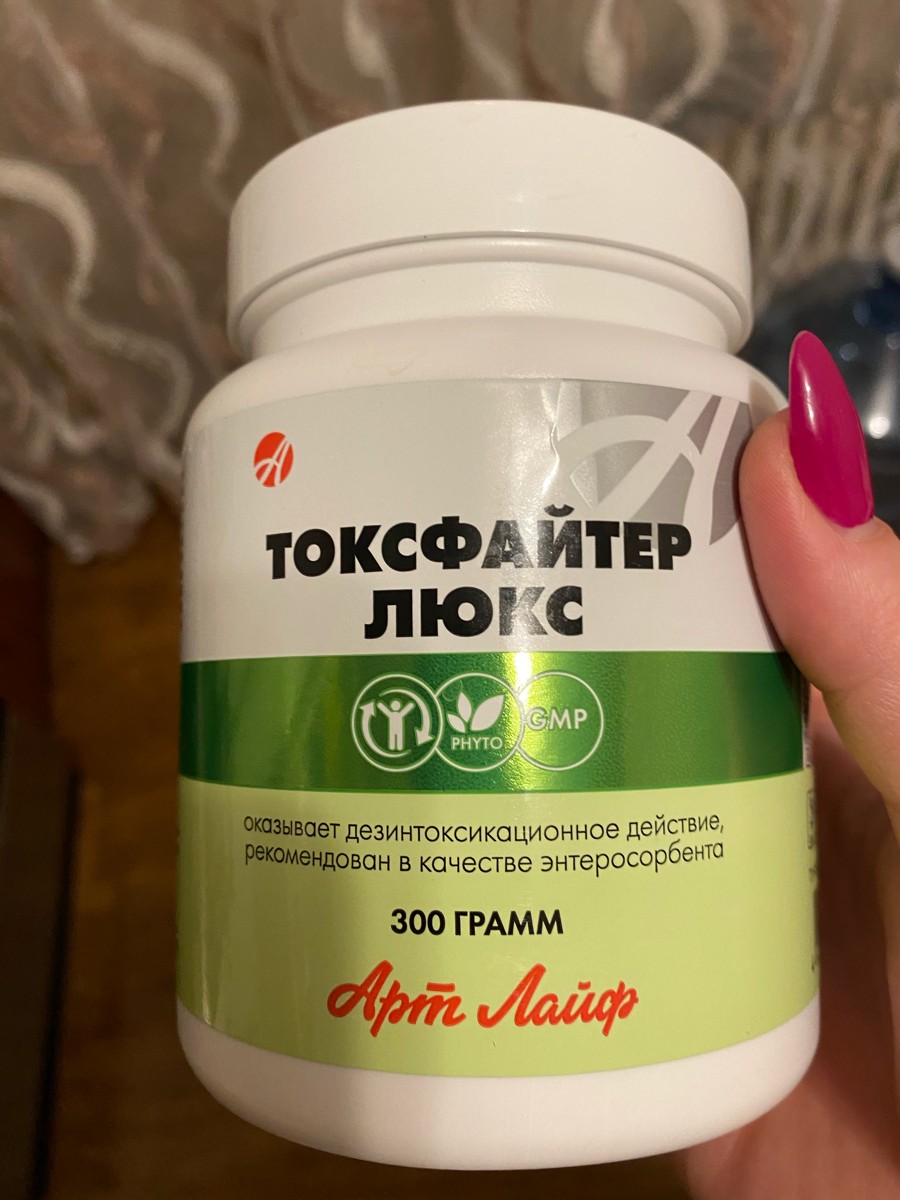 ТОКСФАЙТЕР
ЛЮКС
PHYTO
GMP
оказывает дезинтоксикационное действие,
рекомендован в качестве энтеросорбента
300 ГРАММ
Арт Лайф